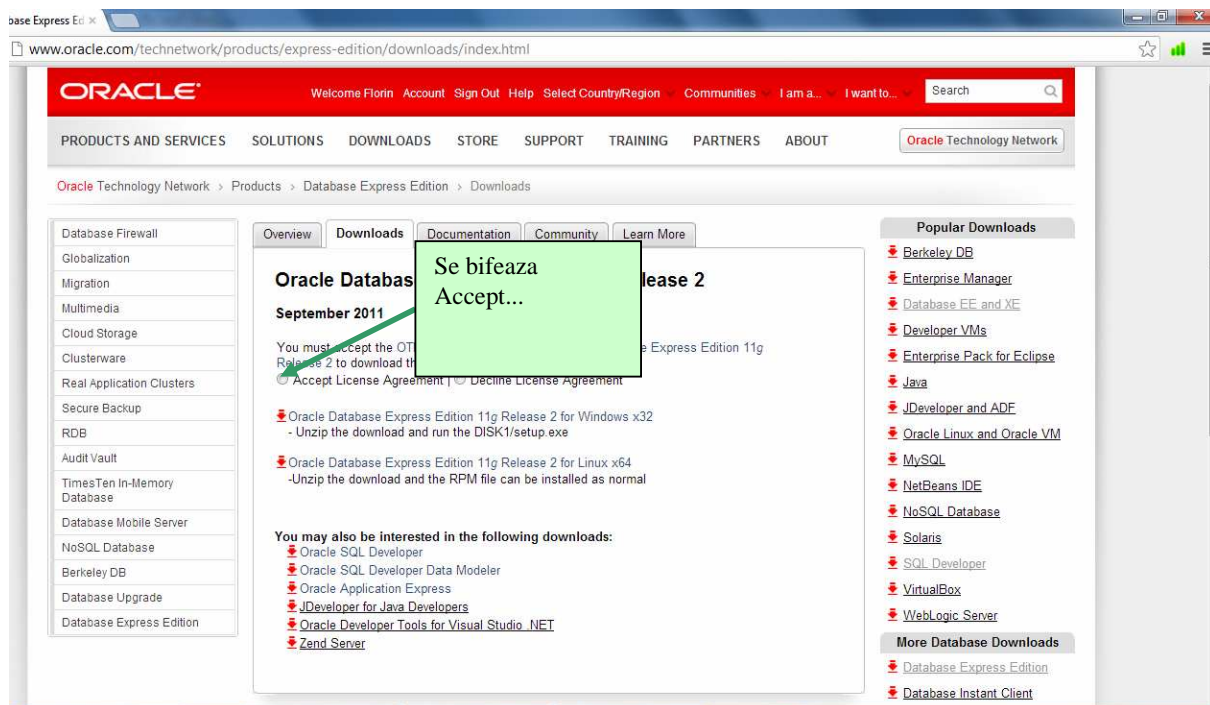 base Express Ed ×
www.oracle.com/technetwork/products/express-edition/downloads/index.html
ORACLE
Welcome Florin Account Sign Out Help Select Country/Region Communities I am a... I want to... Search
PRODUCTS AND SERVICES SOLUTIONS DOWNLOADS STORE SUPPORT TRAINING PARTNERS ABOUT Oracle Technology Network
Oracle Technology Network > Products > Database Express Edition > Downloads
Database Firewall
Globalization
Migration
Multimedia
Cloud Storage
Clusterware
Real Application Clusters
Secure Backup
RDB
Audit Vault
TimesTen In-Memory
Database
Database Mobile Server
NoSQL Database
Berkeley DB
Database Upgrade
Database Express Edition
Overview Downloads Documentation Community Learn More
Se bifeaza
Accept...
Oracle Databas lease 2
September 2011
You must accept the OT e Express Edition 11g
Release 2 to download th
Accept License Agreement | Decline License Agreement
Oracle Database Express Edition 11g Release 2 for Windows x32
- Unzip the download and run the DISK1/setup.exe
Oracle Database Express Edition 11g Release 2 for Linux x64
-Unzip the download and the RPM file can be installed as normal
You may also be interested in the following downloads:
Oracle SQL Developer
Oracle SQL Developer Data Modeler
Oracle Application Express
JDeveloper for Java Developers
Oracle Developer Tools for Visual Studio .NET
Zend Server
Popular Downloads
Berkeley DB
Enterprise Manager
Database EE and XE
Developer VMs
Enterprise Pack for Eclipse
Java
JDeveloper and ADF
Oracle Linux and Oracle VM
MySQL
NetBeans IDE
NoSQL Database
Solaris
SQL Developer
VirtualBox
WebLogic Server
More Database Downloads
Database Express Edition
Database Instant Client